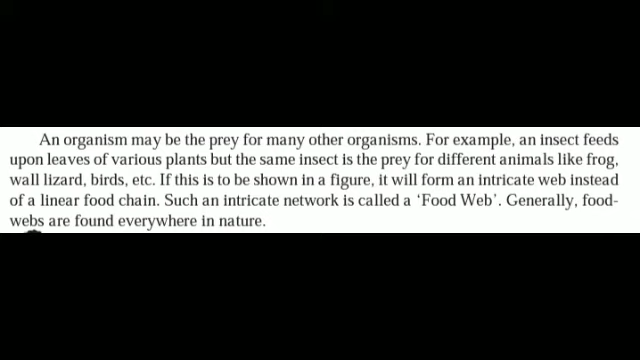 An organism may be the prey for many other organisms. For example, an insect feeds
upon leaves of various plants but the same insect is the prey for different animals like frog,
wall lizard, birds, etc. If this is to be shown in a figure, it will form an intricate web instead
of a linear food chain. Such an intricate network is called a ‘Food Web’. Generally, food-
webs are found everywhere in nature.